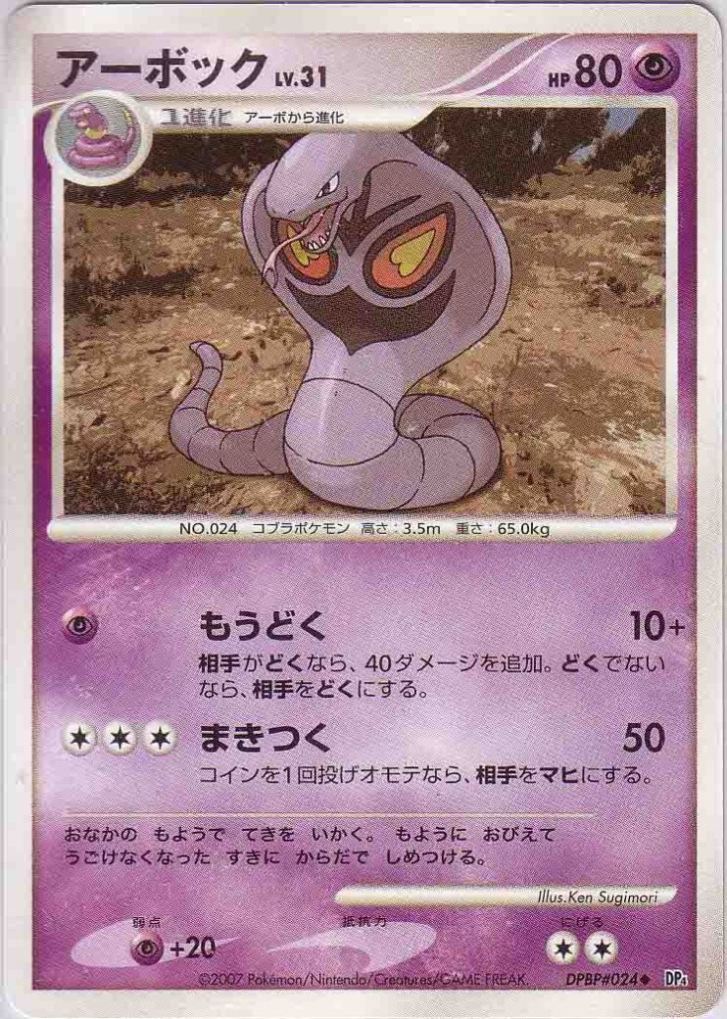 アーボック LV.31 HP 80
1進化 アーボから進化
NO.024 コブラポケモン 高さ:3.5m 重さ:65.0kg
もうどく 10+
相手がどくなら、40ダメージを追加。どくでない
なら、相手をどくにする。
まきつく 50
コインを1回投げオモテなら、相手をマヒにする。
おなかの もようで てきを いかく。もように おびえて
うごけなくなった すきに からだで しめつける。
Illus.Ken Sugimori
弱点 抵抗力 にげる
+20
©2007 Pokémon/Nintendo/Creatures/GAME FREAK. DPBP#024◆ DP4